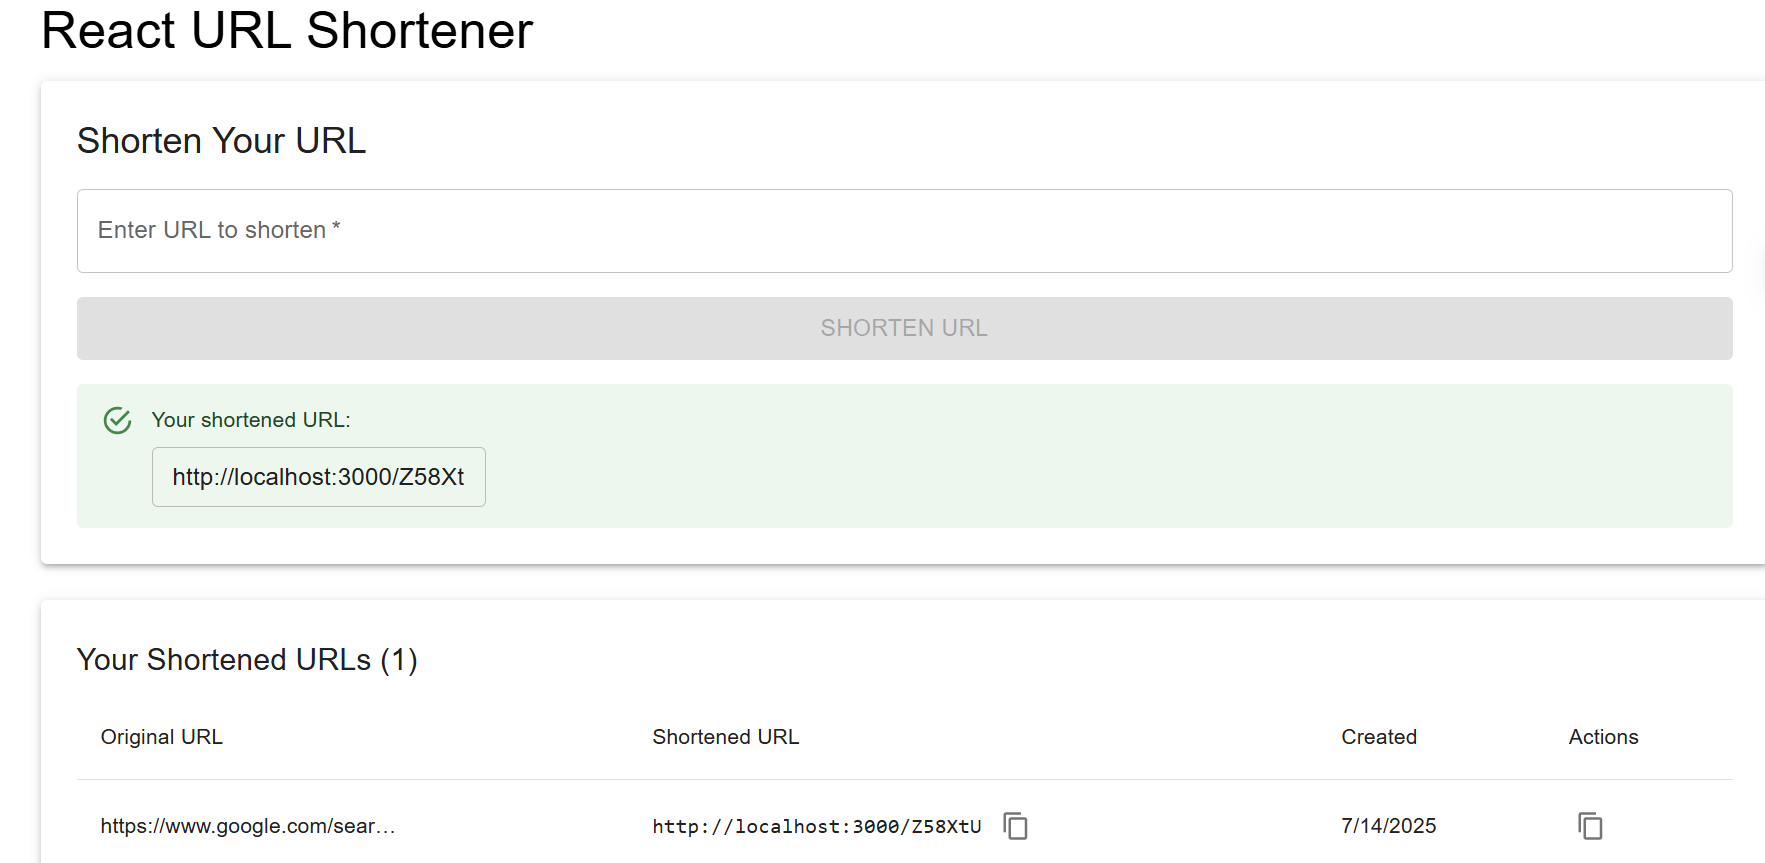 React URL Shortener
Shorten Your URL
Enter URL to shorten *
SHORTEN URL
Your shortened URL:
http://localhost:3000/Z58Xt
Your Shortened URLs (1)
Original URL Shortened URL Created Actions
https://www.google.com/sear… http://localhost:3000/Z58XtU 7/14/2025